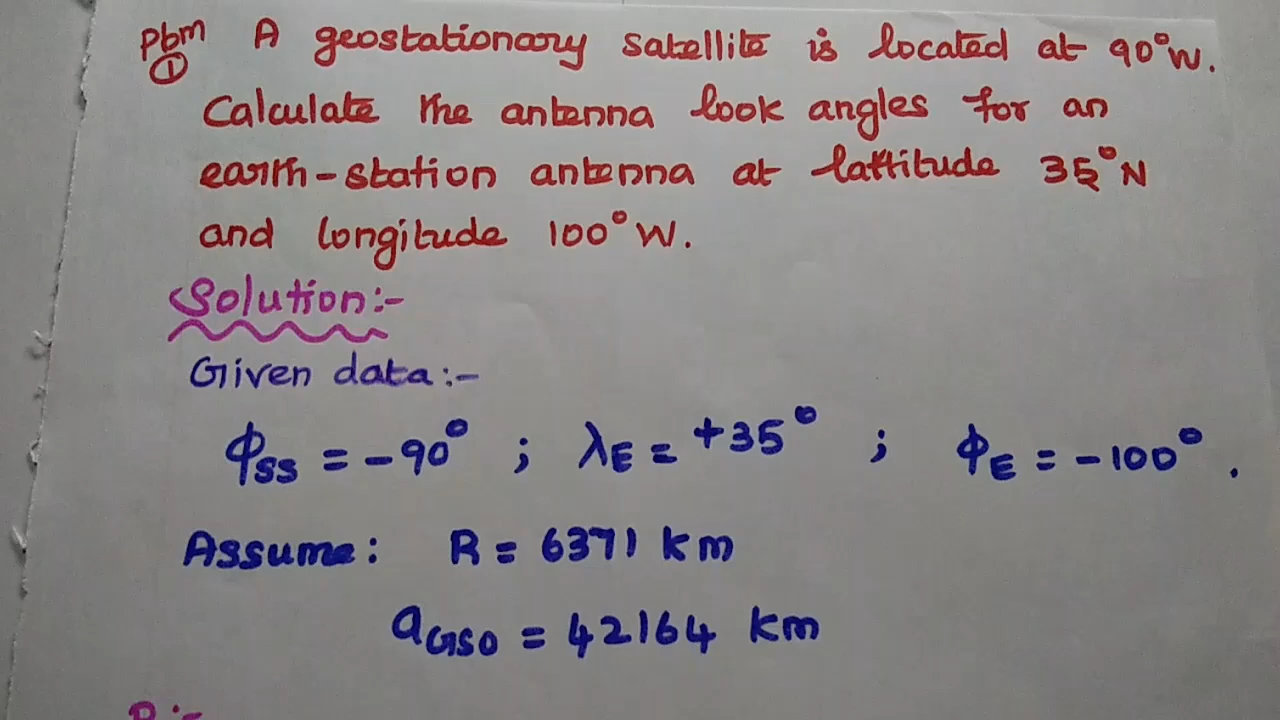 Pbm ① A geostationary satellite is located at 90°W.
Calculate the antenna look angles for an
earth-station antenna at lattitude 35°N
and longitude 100°W.
Solution:-
Given data:-
ϕSS = -90° ; λE = +35° ; ϕE = -100° .
Assume: R = 6371 km
aGSO = 42164 km